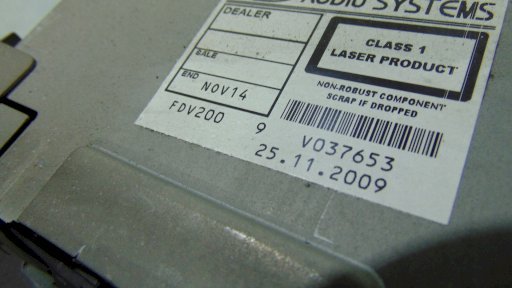 AUDIO SYSTEMS
DEALER
SALE
END
NOV14
CLASS 1
LASER PRODUCT
NON-ROBUST COMPONENT
SCRAP IF DROPPED
FDV200 9
V037653
25.11.2009